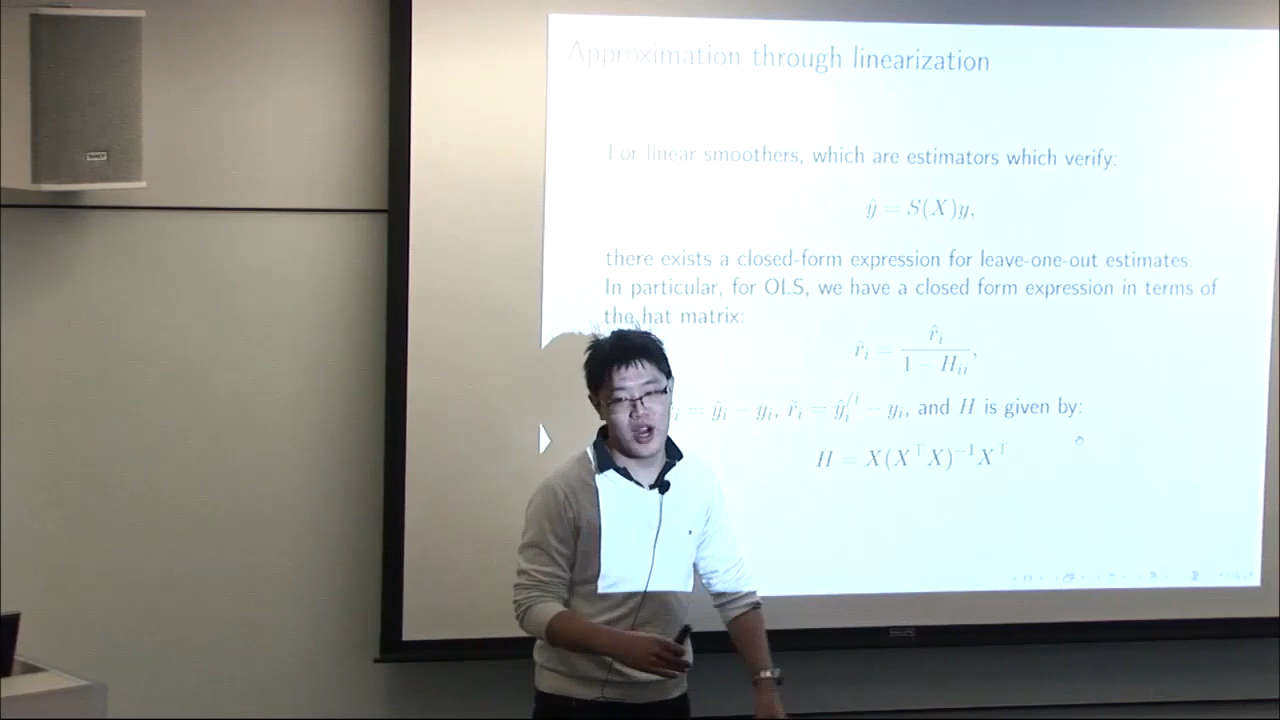 Approximation through linearization
For linear smoothers, which are estimators which verify:
ŷ = S(X)y,
there exists a closed-form expression for leave-one-out estimates.
In particular, for OLS, we have a closed form expression in terms of
the hat matrix:
r̃ᵢ = r̂ᵢ / (1 − Hᵢᵢ),
ᵢ = ŷᵢ − yᵢ, r̃ᵢ = ŷᵢ^{/i} − yᵢ, and H is given by:
H = X(X^⊤X)^{−1}X^⊤